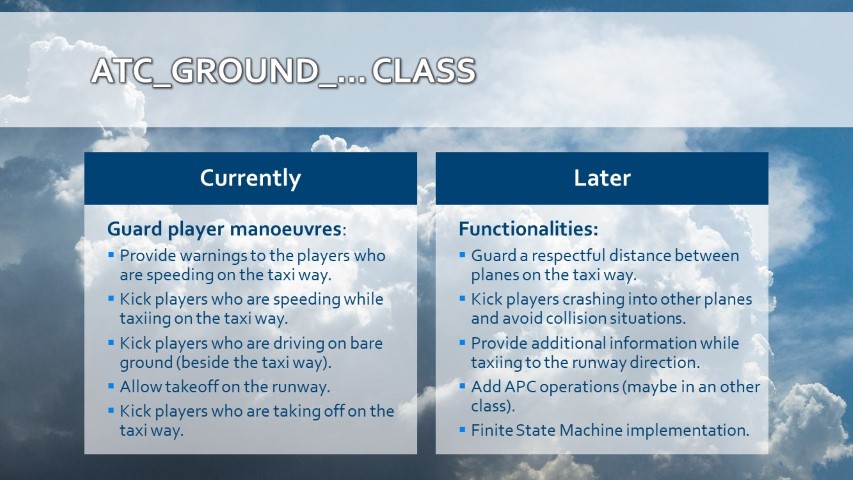 ATC_GROUND_... CLASS
Currently
Guard player manoeuvres:
▪ Provide warnings to the players who
are speeding on the taxi way.
▪ Kick players who are speeding while
taxiing on the taxi way.
▪ Kick players who are driving on bare
ground (beside the taxi way).
▪ Allow takeoff on the runway.
▪ Kick players who are taking off on the
taxi way.
Later
Functionalities:
▪ Guard a respectful distance between
planes on the taxi way.
▪ Kick players crashing into other planes
and avoid collision situations.
▪ Provide additional information while
taxiing to the runway direction.
▪ Add APC operations (maybe in an other
class).
▪ Finite State Machine implementation.